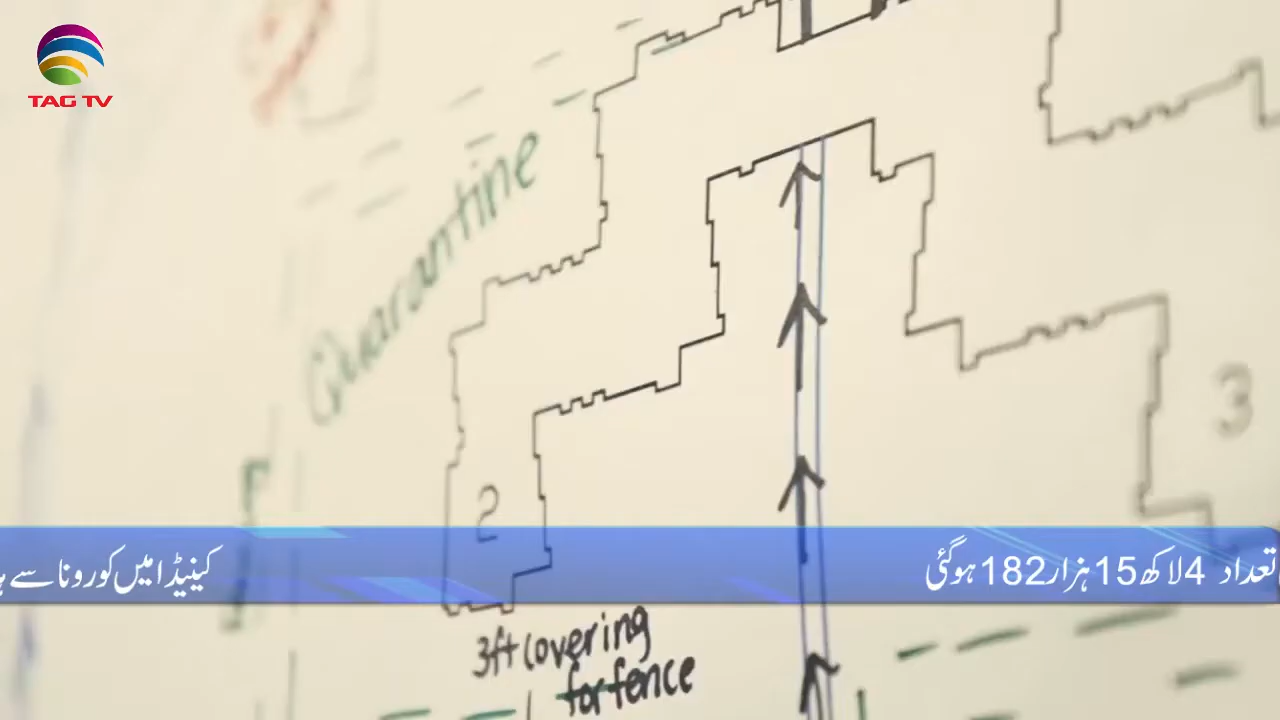 TAG TV
Quarantine
3
2
تعداد 4لاکھ15ہزار182ہوگئی
کینیڈا میں کورونا سے
3ft covering
for fence